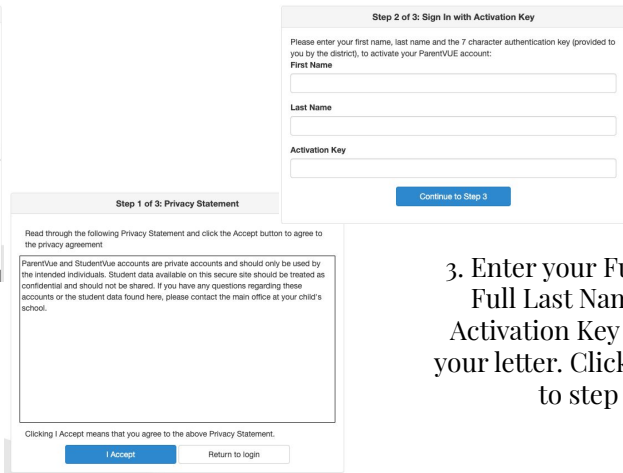 Step 2 of 3: Sign In with Activation Key
Please enter your first name, last name and the 7 character authentication key (provided to
you by the district), to activate your ParentVUE account:
First Name
Last Name
Activation Key
Continue to Step 3
Step 1 of 3: Privacy Statement
Read through the following Privacy Statement and click the Accept button to agree to
the privacy agreement
ParentVue and StudentVue accounts are private accounts and should only be used by
the intended individuals. Student data available on this secure site should be treated as
confidential and should not be shared. If you have any questions regarding these
accounts or the student data found here, please contact the main office at your child's
school.
Clicking I Accept means that you agree to the above Privacy Statement.
I Accept
Return to login
3. Enter your
Full Last
Activation Key
your letter.
to step